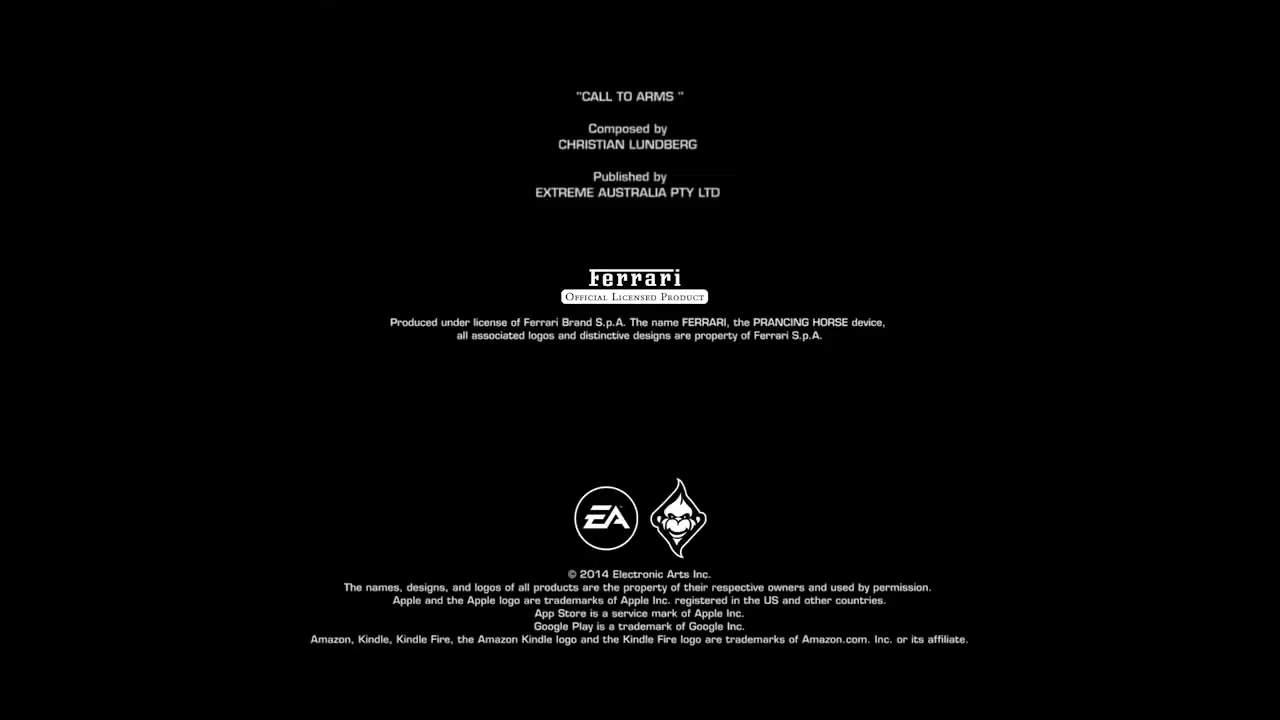 "CALL TO ARMS "
Composed by
CHRISTIAN LUNDBERG
Published by
EXTREME AUSTRALIA PTY LTD
Ferrari
OFFICIAL LICENSED PRODUCT
Produced under license of Ferrari Brand S.p.A. The name FERRARI, the PRANCING HORSE device,
all associated logos and distinctive designs are property of Ferrari S.p.A.
EA
© 2014 Electronic Arts Inc.
The names, designs, and logos of all products are the property of their respective owners and used by permission.
Apple and the Apple logo are trademarks of Apple Inc. registered in the US and other countries.
App Store is a service mark of Apple Inc.
Google Play is a trademark of Google Inc.
Amazon, Kindle, Kindle Fire, the Amazon Kindle logo and the Kindle Fire logo are trademarks of Amazon.com. Inc. or its affiliate.